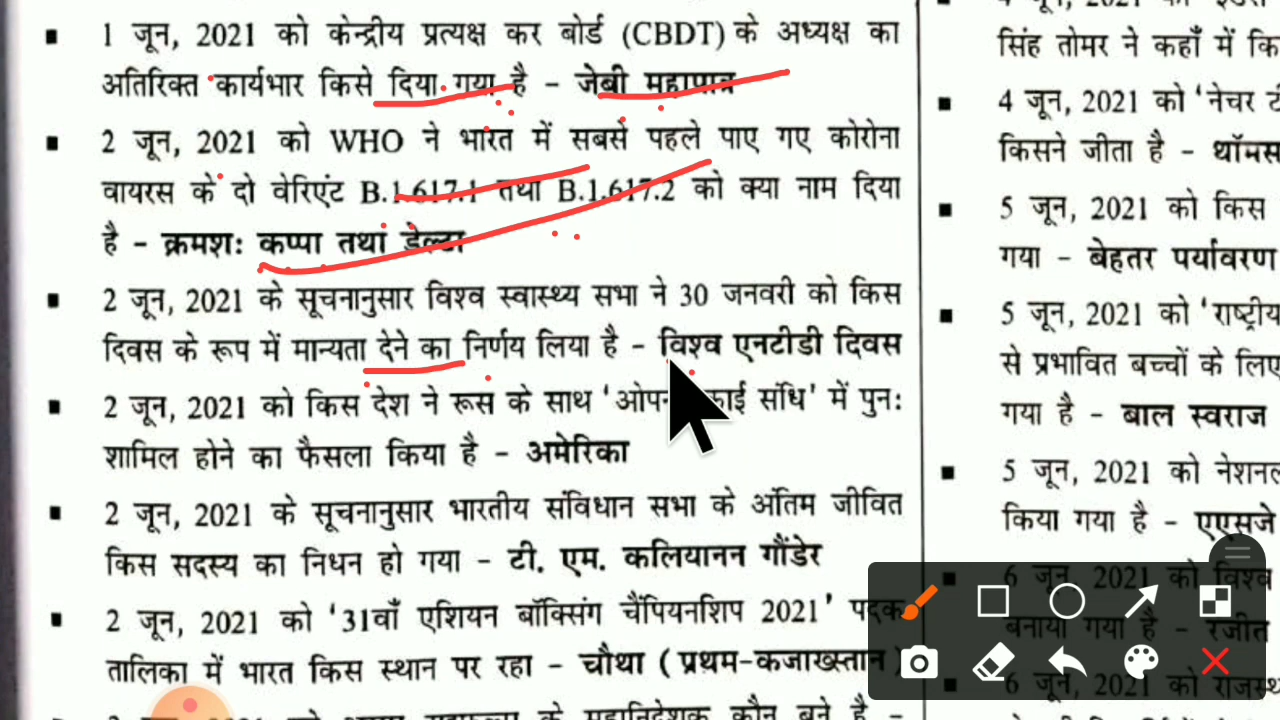 1 जून, 2021 को केन्द्रीय प्रत्यक्ष कर बोर्ड (CBDT) के अध्यक्ष का
अतिरिक्त कार्यभार किसे दिया गया है – जेबी महापात्र
2 जून, 2021 को WHO ने भारत में सबसे पहले पाए गए कोरोना
वायरस के दो वेरिएंट B.1.617.1 तथा B.1.617.2 को क्या नाम दिया
है – क्रमशः कप्पा तथा डेल्टा
2 जून, 2021 के सूचनानुसार विश्व स्वास्थ्य सभा ने 30 जनवरी को किस
दिवस के रूप में मान्यता देने का निर्णय लिया है – विश्व एनटीडी दिवस
2 जून, 2021 को किस देश ने रूस के साथ ‘ओपन संधि’ में पुनः
शामिल होने का फैसला किया है – अमेरिका
2 जून, 2021 के सूचनानुसार भारतीय संविधान सभा के अंतिम जीवित
किस सदस्य का निधन हो गया – टी. एम. कलियानन गौंडेर
2 जून, 2021 को ‘31वाँ एशियन बॉक्सिंग चैंपियनशिप 2021’ पदक
तालिका में भारत किस स्थान पर रहा – चौथा (प्रथम-कजाख्स्तान)
के महानिदेशक कौन बने है –
सिंह तोमर ने कहाँ में
4 जून, 2021 को ‘नेचर
किसने जीता है – थॉमस
5 जून, 2021 को किस
गया – बेहतर पर्यावरण
5 जून, 2021 को ‘राष्ट्रीय
से प्रभावित बच्चों के लिए
गया है – बाल स्वराज
5 जून, 2021 को
किया गया है – एएसजे
6 जून, 2021 को विश्व
बनाया गया है – रंजीत
6 जून, 2021 को